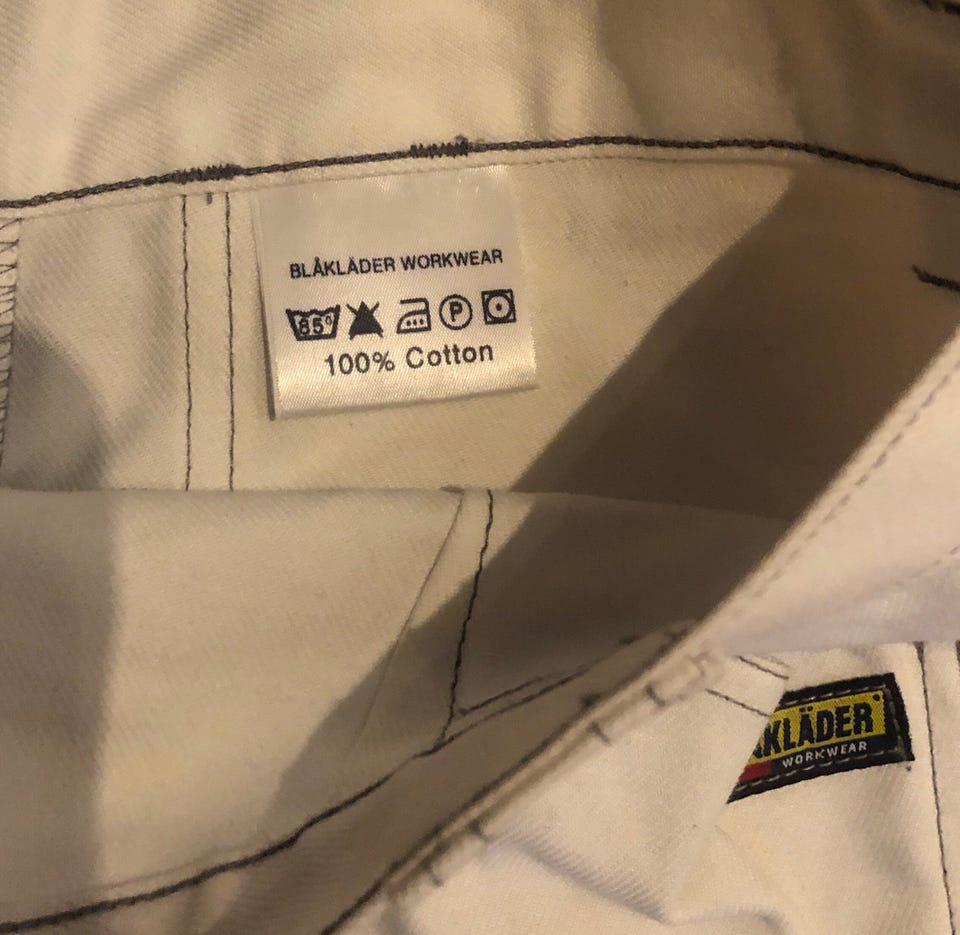 BLÅKLÄDER WORKWEAR
85° P
100% Cotton
KLÄDER
WORKWEAR